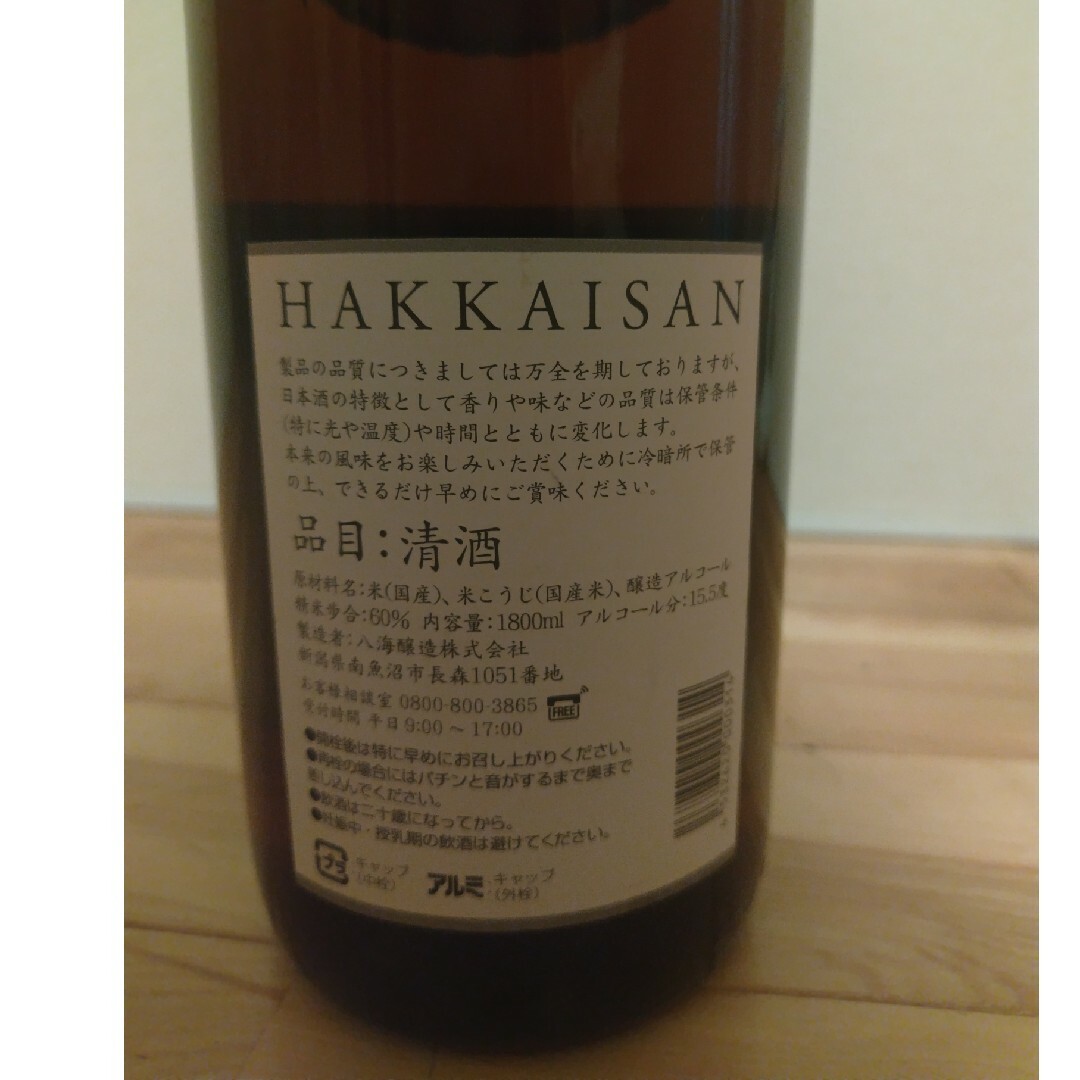 HAKKAISAN
製品の品質につきましては万全を期しておりますが、
日本酒の特徴として香りや味などの品質は保管条件
(特に光や温度)や時間とともに変化します。
本来の風味をお楽しみいただくために冷暗所で保管
の上、できるだけ早めにご賞味ください。
品目：清酒
原材料名：米(国産)、米こうじ(国産米)、醸造アルコール
精米歩合：60% 内容量：1800ml アルコール分：15.5度
製造者：八海醸造株式会社
新潟県南魚沼市長森1051番地
お客様相談室 0800-800-3865 FREE
受付時間 平日9:00 〜 17:00
●開栓後は特に早めにお召し上がりください。
●再栓の場合にはパチンと音がするまで奥まで
差し込んでください。
●飲酒は二十歳になってから。
●妊娠中・授乳期の飲酒は避けてください。
プラ キャップ (中栓) アルミ キャップ (外栓)